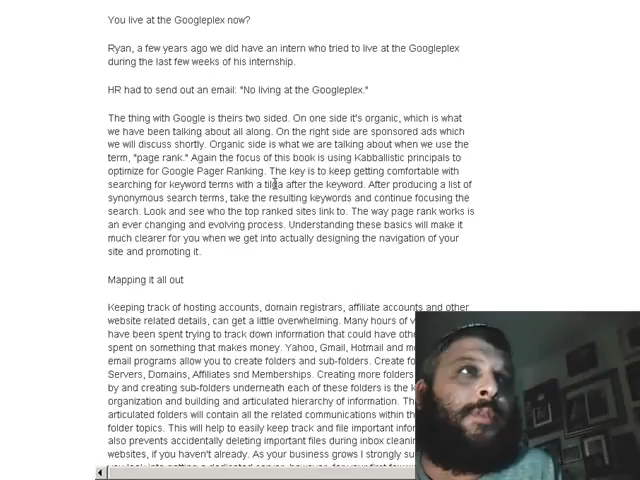 You live at the Googleplex now?
Ryan, a few years ago we did have an intern who tried to live at the Googleplex
during the last few weeks of his internship.
HR had to send out an email: "No living at the Googleplex."
The thing with Google is theirs two sided. On one side it's organic, which is what
we have been talking about all along. On the right side are sponsored ads which
we will discuss shortly. Organic side is what we are talking about when we use the
term, "page rank." Again the focus of this book is using Kabballistic principals to
optimize for Google Pager Ranking. The key is to keep getting comfortable with
searching for keyword terms with a tilda after the keyword. After producing a list of
synonymous search terms, take the resulting keywords and continue focusing the
search. Look and see who the top ranked sites link to. The way page rank works is
an ever changing and evolving process. Understanding these basics will make it
much clearer for you when we get into actually designing the navigation of your
site and promoting it.
Mapping it all out
Keeping track of hosting accounts, domain registrars, affiliate accounts and other
website related details, can get a little overwhelming. Many hours of
have been spent trying to track down information that could have
spent on something that makes money. Yahoo, Gmail, Hotmail and
email programs allow you to create folders and sub-folders. Create
Servers, Domains, Affiliates snd Memberships. Creating more folders
by and creating sub-folders underneath each of these folders is the
organization and building and articulated hierarchy of information.
articulated folders will contain all the related communications within
folder topics. This will help to easily keep track and file important
also prevents accidentally deleting important files during inbox
websites, if you haven't already. As your business grows I strongly